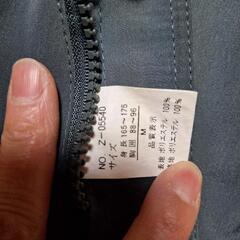 NO. Z-05540
サイズ M
身長 165~175
胸囲 88~96
品質表示
表地 ポリエステル 100%
裏地 ポリエステル 100%